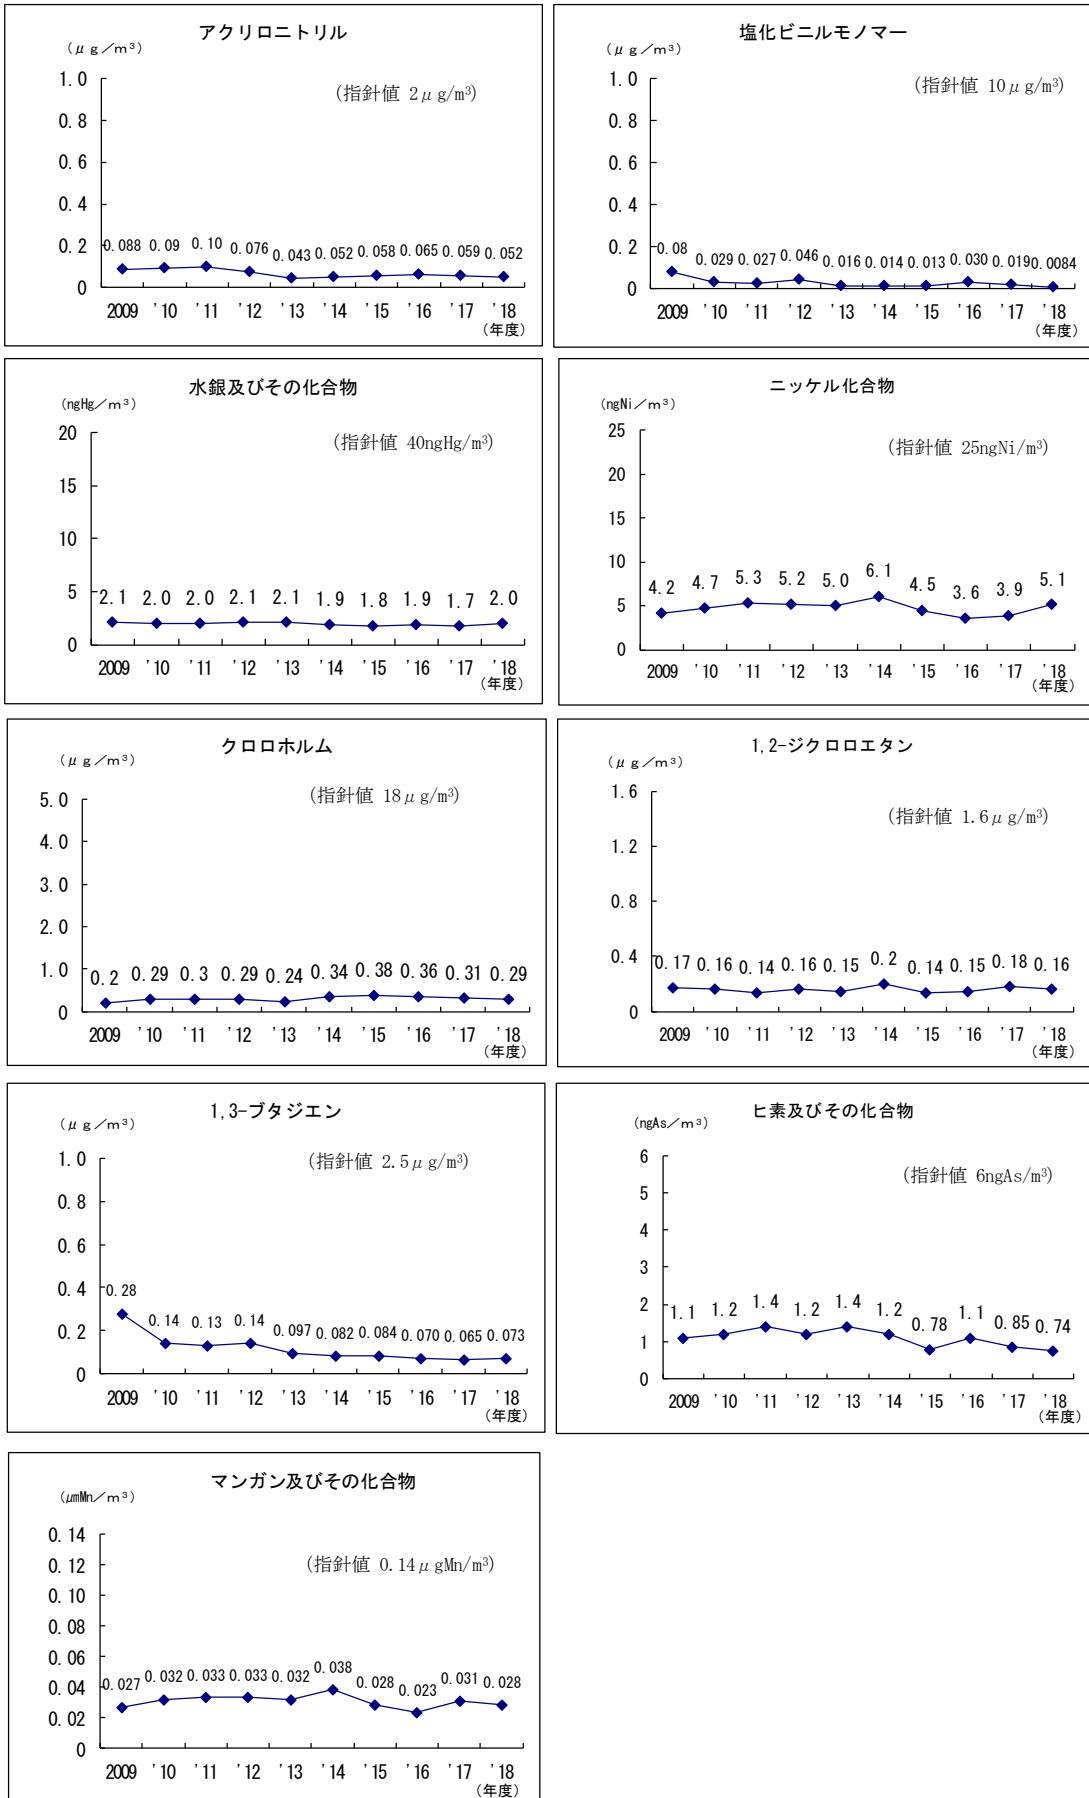 アクリロニトリル
(μg/m³)
(指針値 2μg/m³)
1.0
0.8
0.6
0.4
0.2
0
0.088 0.09 0.10 0.076 0.043 0.052 0.058 0.065 0.059 0.052
2009 '10 '11 '12 '13 '14 '15 '16 '17 '18
(年度)
塩化ビニルモノマー
(μg/m³)
(指針値 10μg/m³)
1.0
0.8
0.6
0.4
0.2
0
0.08 0.029 0.027 0.046 0.016 0.014 0.013 0.030 0.019 0.0084
2009 '10 '11 '12 '13 '14 '15 '16 '17 '18
(年度)
水銀及びその化合物
(ngHg/m³)
(指針値 40ngHg/m³)
20
15
10
5
0
2.1 2.0 2.0 2.1 2.1 1.9 1.8 1.9 1.7 2.0
2009 '10 '11 '12 '13 '14 '15 '16 '17 '18
(年度)
ニッケル化合物
(ngNi/m³)
(指針値 25ngNi/m³)
25
20
15
10
5
0
4.2 4.7 5.3 5.2 5.0 6.1 4.5 3.6 3.9 5.1
2009 '10 '11 '12 '13 '14 '15 '16 '17 '18
(年度)
クロロホルム
(μg/m³)
(指針値 18μg/m³)
5.0
4.0
3.0
2.0
1.0
0
0.2 0.29 0.3 0.29 0.24 0.34 0.38 0.36 0.31 0.29
2009 '10 '11 '12 '13 '14 '15 '16 '17 '18
(年度)
1,2-ジクロロエタン
(μg/m³)
(指針値 1.6μg/m³)
1.6
1.2
0.8
0.4
0
0.17 0.16 0.14 0.16 0.15 0.2 0.14 0.15 0.18 0.16
2009 '10 '11 '12 '13 '14 '15 '16 '17 '18
(年度)
1,3-ブタジエン
(μg/m³)
(指針値 2.5μg/m³)
1.0
0.8
0.6
0.4
0.2
0
0.28 0.14 0.13 0.14 0.097 0.082 0.084 0.070 0.065 0.073
2009 '10 '11 '12 '13 '14 '15 '16 '17 '18
(年度)
ヒ素及びその化合物
(ngAs/m³)
(指針値 6ngAs/m³)
6
5
4
3
2
1
0
1.1 1.2 1.4 1.2 1.4 1.2 0.78 1.1 0.85 0.74
2009 '10 '11 '12 '13 '14 '15 '16 '17 '18
(年度)
マンガン及びその化合物
(μmMn/m³)
(指針値 0.14μgMn/m³)
0.14
0.12
0.10
0.08
0.06
0.04
0.02
0
0.027 0.032 0.033 0.033 0.032 0.038 0.028 0.023 0.031 0.028
2009 '10 '11 '12 '13 '14 '15 '16 '17 '18
(年度)